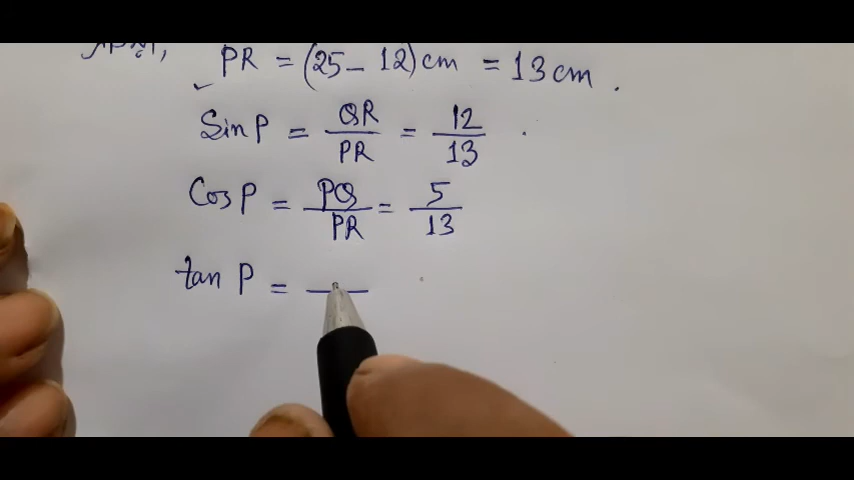 PR = (25 - 12) cm = 13 cm.
Sin P = QR/PR = 12/13 .
Cos P = PQ/PR = 5/13
tan P =